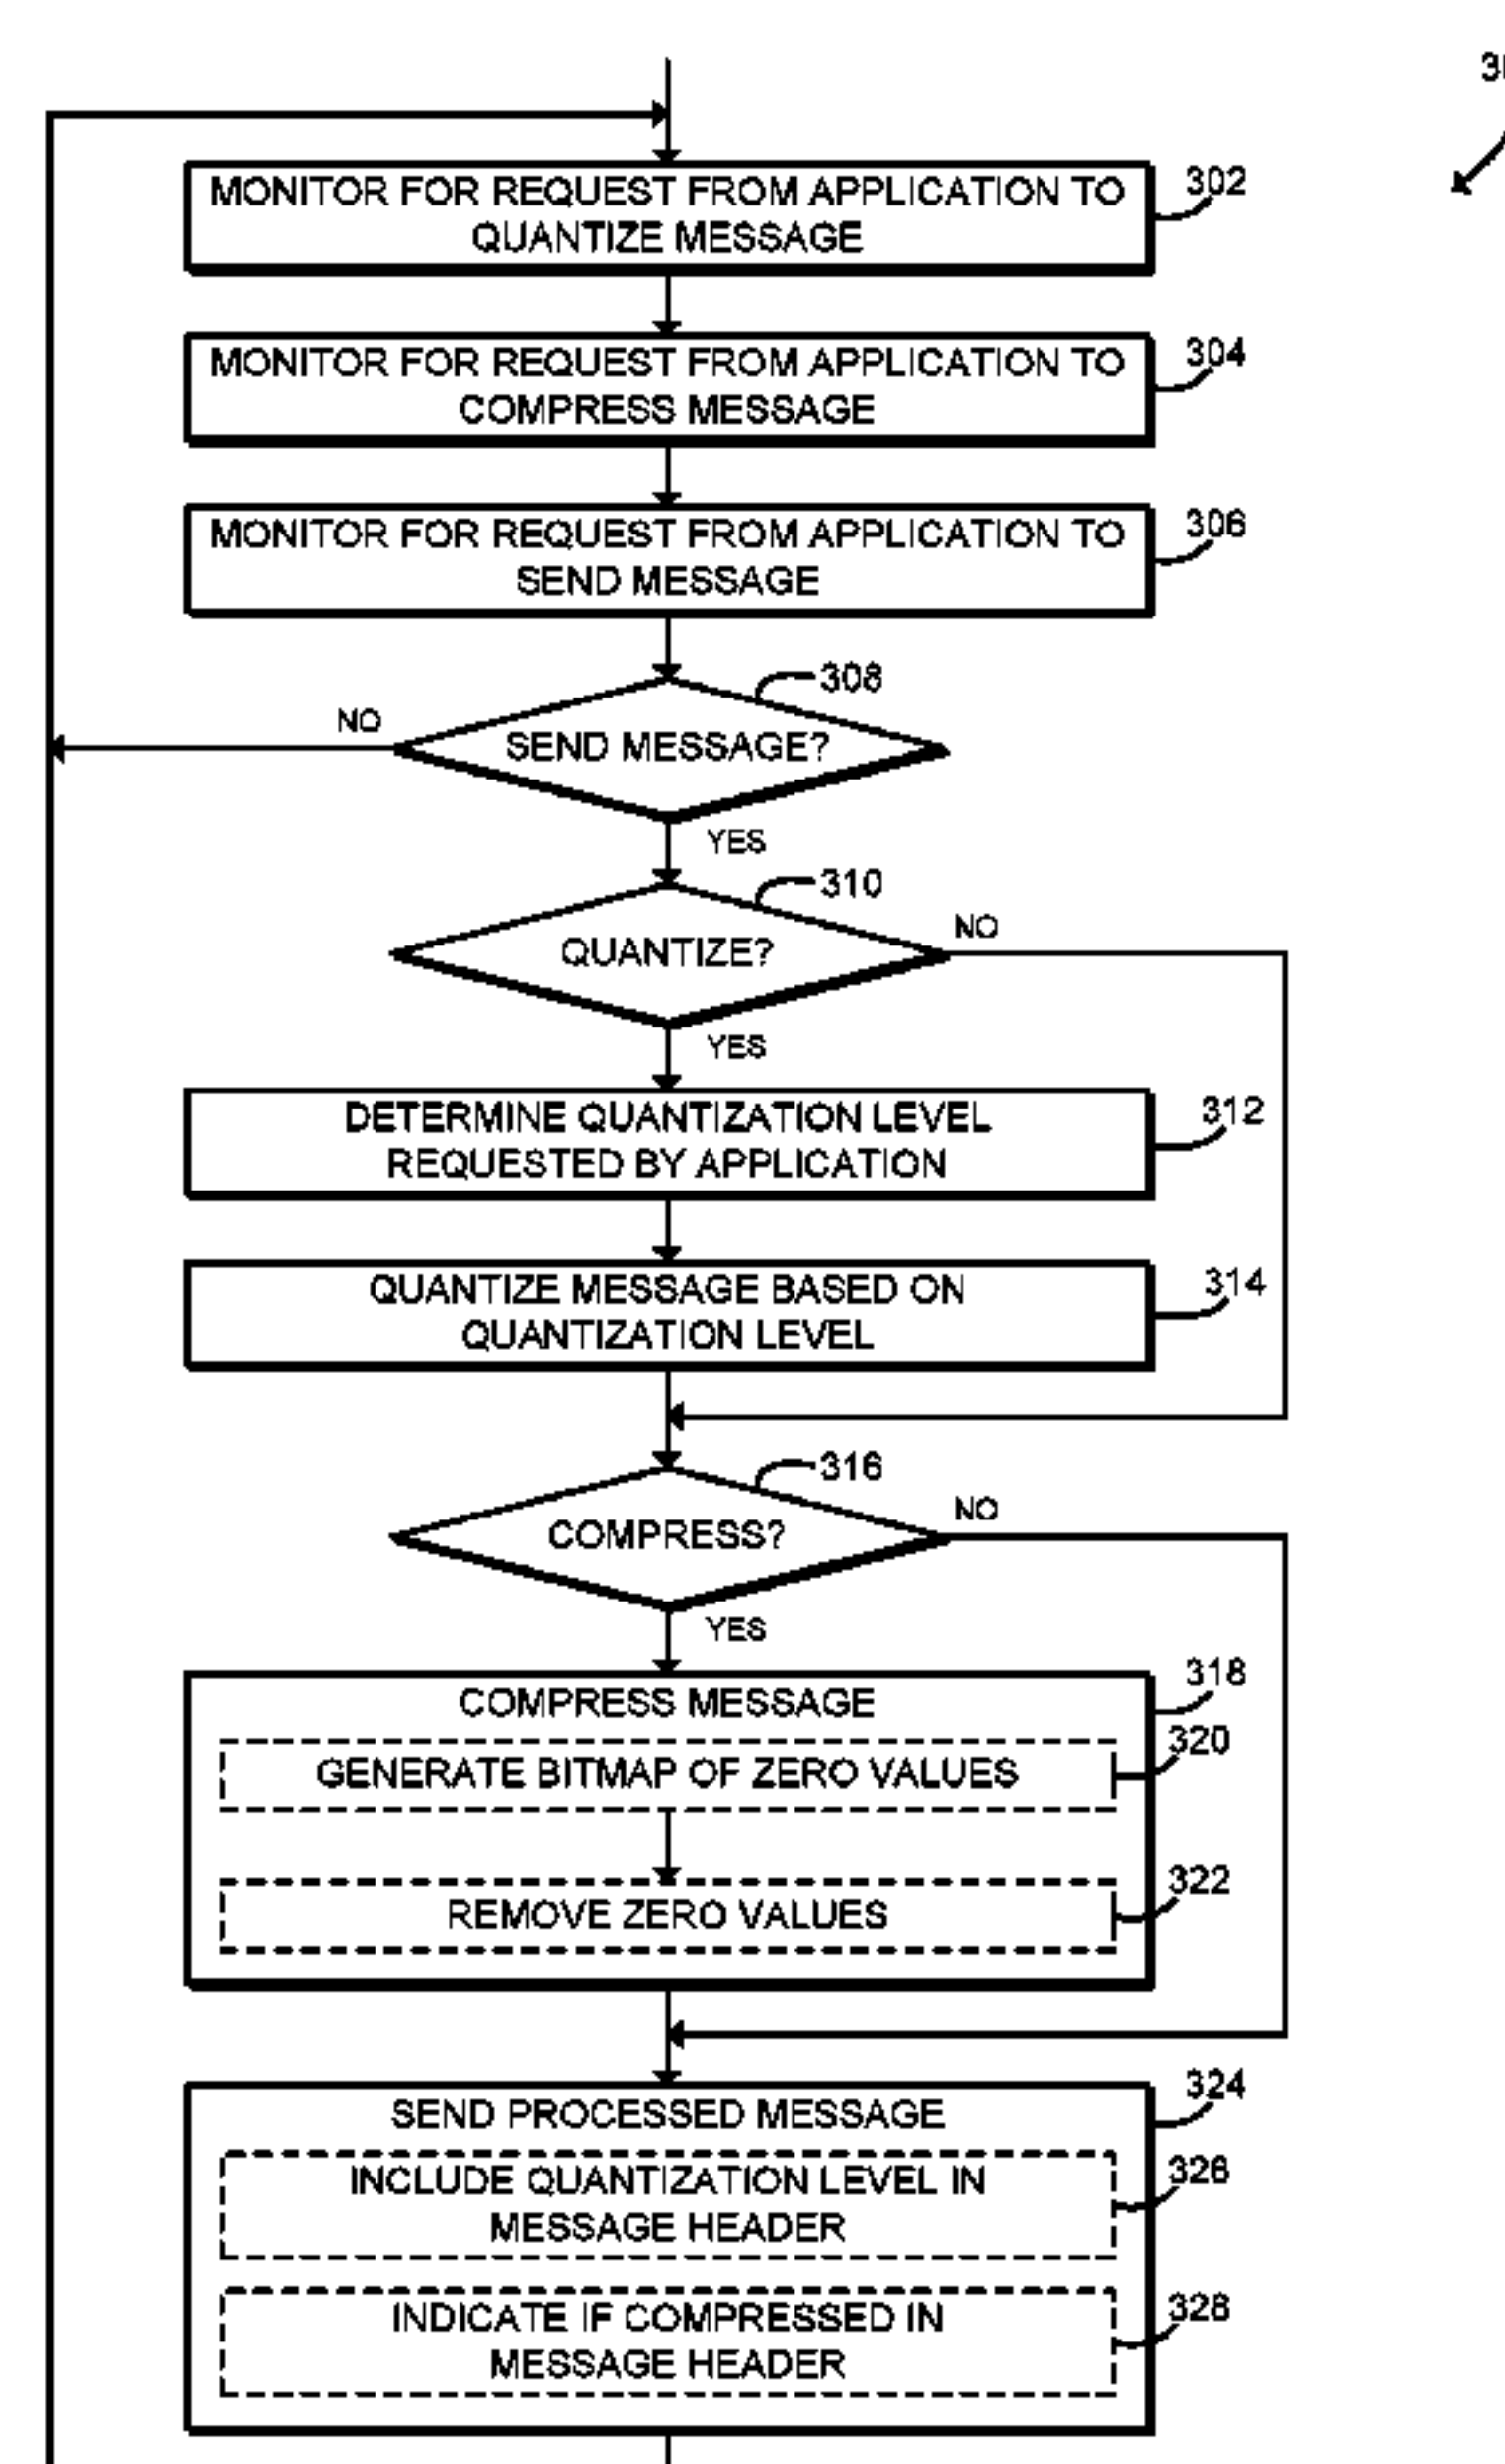 MONITOR FOR REQUEST FROM APPLICATION TO
QUANTIZE MESSAGE
302
MONITOR FOR REQUEST FROM APPLICATION TO
COMPRESS MESSAGE
304
MONITOR FOR REQUEST FROM APPLICATION TO
SEND MESSAGE
306
308
NO
SEND MESSAGE?
YES
310
NO
QUANTIZE?
YES
DETERMINE QUANTIZATION LEVEL
REQUESTED BY APPLICATION
312
QUANTIZE MESSAGE BASED ON
QUANTIZATION LEVEL
314
316
NO
COMPRESS?
YES
318
COMPRESS MESSAGE
320
GENERATE BITMAP OF ZERO VALUES
322
REMOVE ZERO VALUES
324
SEND PROCESSED MESSAGE
326
INCLUDE QUANTIZATION LEVEL IN
MESSAGE HEADER
328
INDICATE IF COMPRESSED IN
MESSAGE HEADER